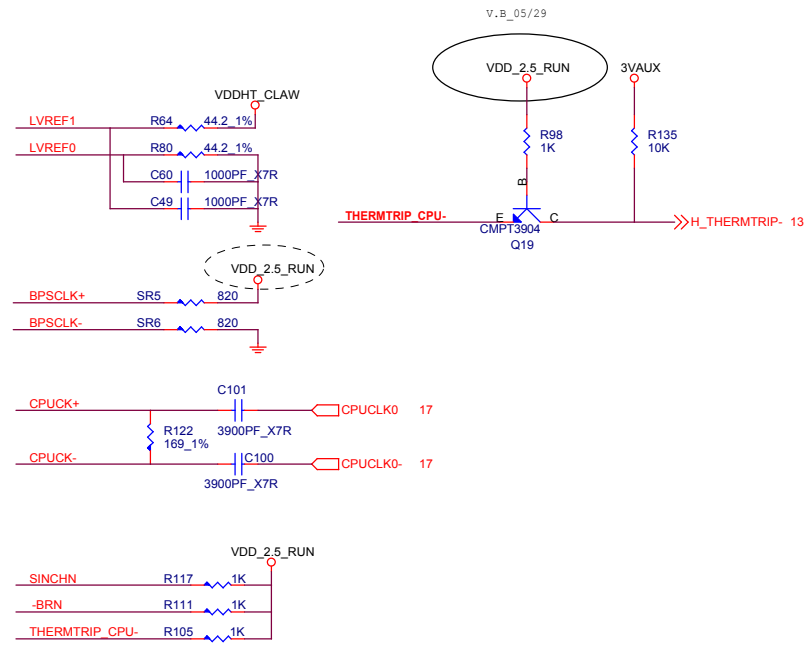 V.B_05/29
VDD_2.5_RUN
3VAUX
R98
1K
R135
10K
B
THERMTRIP_CPU-
E
C
CMPT3904
Q19
H_THERMTRIP- 13
VDDHT_CLAW
LVREF1 R64 44.2_1%
LVREF0 R80 44.2_1%
C60 1000PF_X7R
C49 1000PF_X7R
VDD_2.5_RUN
BPSCLK+ SR5 820
BPSCLK- SR6 820
C101
CPUCK+ CPUCLK0 17
3900PF_X7R
R122
169_1%
CPUCK- C100 CPUCLK0- 17
3900PF_X7R
VDD_2.5_RUN
SINCHN R117 1K
-BRN R111 1K
THERMTRIP_CPU- R105 1K